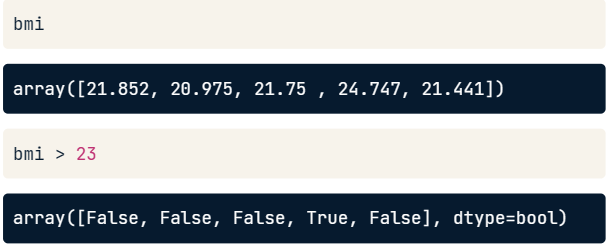 bmi
array([21.852, 20.975, 21.75 , 24.747, 21.441])
bmi > 23
array([False, False, False, True, False], dtype=bool)